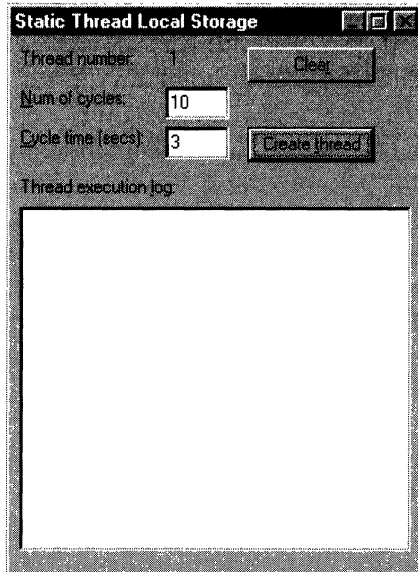 Static Thread Local Storage
Thread number: 1
Clear
Num of cycles: 10
Cycle time (secs): 3
Create thread
Thread execution log: